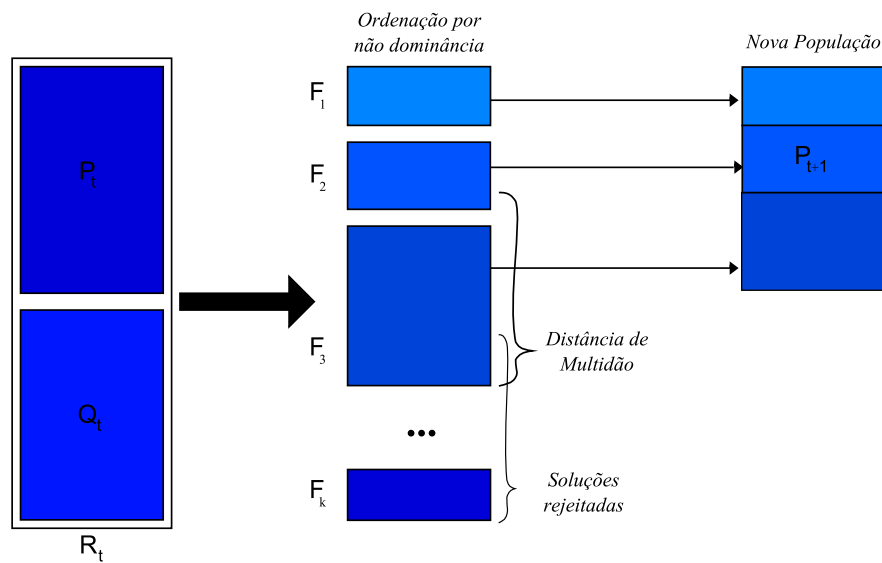 Ordenação por
não dominância
Nova População
F1
Pt
F2
Pt+1
F3
Distância de
Multidão
Qt
...
Fk
Soluções
rejeitadas
Rt